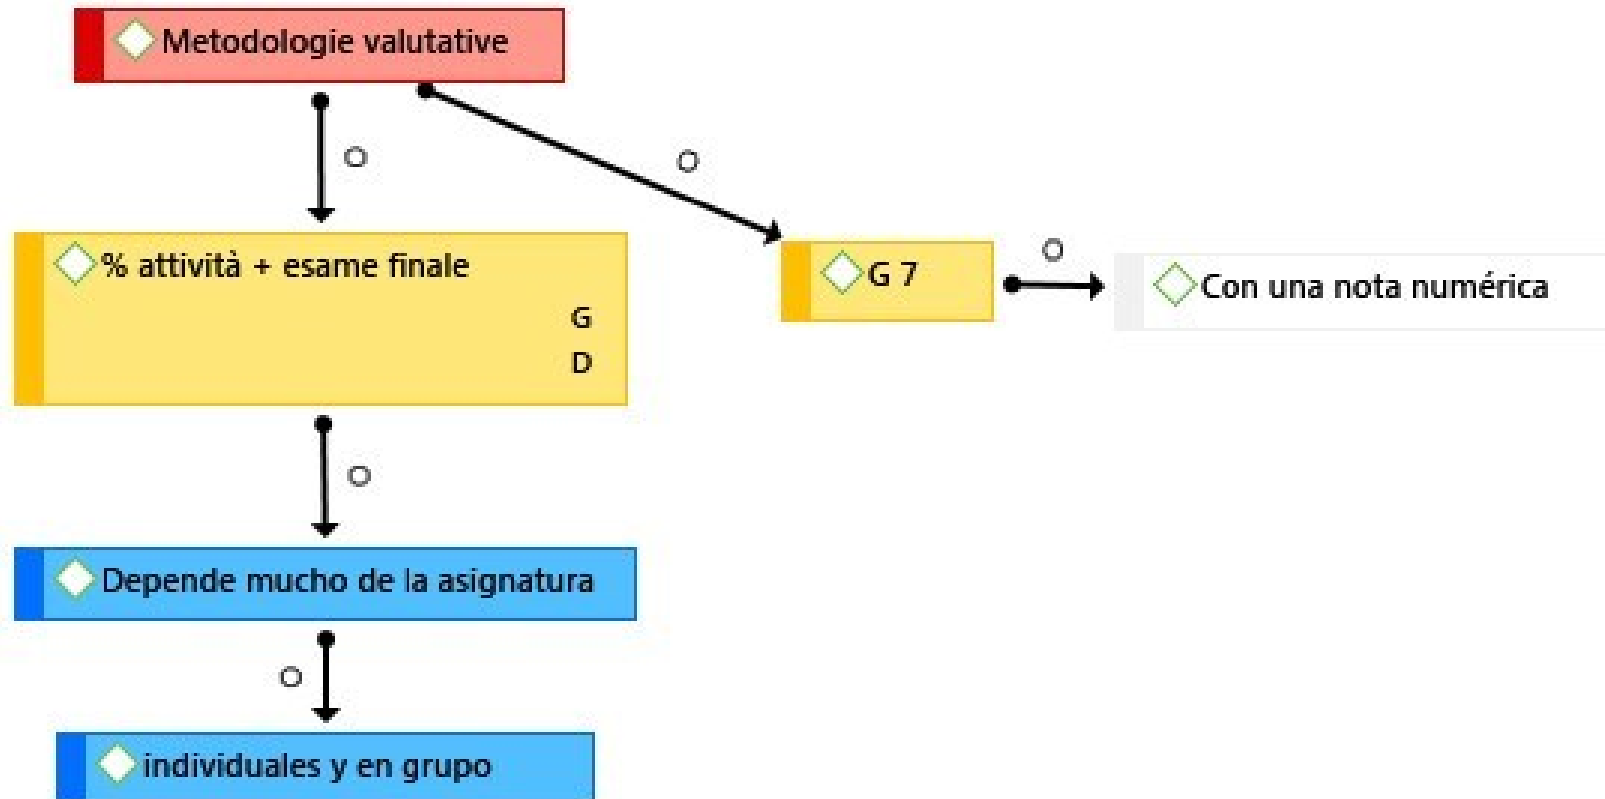 Metodologie valutative
O
O
% attività + esame finale
G
D
G 7
O
Con una nota numérica
O
Depende mucho de la asignatura
O
individuales y en grupo